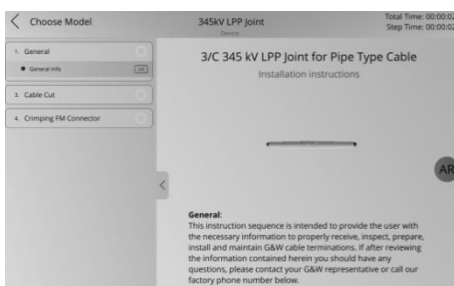 Choose Model
345kV LPP Joint
Device
Total Time: 00:00:02
Step Time: 00:00:02
1. General
General Info
2. Cable Cut
4. Crimping FM Connector
3/C 345 kV LPP Joint for Pipe Type Cable
Installation instructions
AR
General:
This instruction sequence is intended to provide the user with
the necessary information to properly receive, inspect, prepare,
install and maintain G&W cable terminations. If after reviewing
the information contained herein you should have any
questions, please contact your G&W representative or call our
factory phone number below.